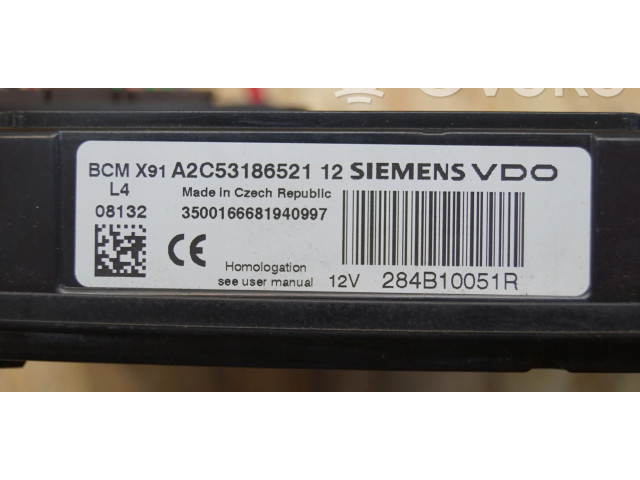 BCM X91 A2C53186521 12 SIEMENS VDO
L4 Made in Czech Republic
08132 3500166681940997
CE
Homologation
see user manual 12V 284B10051R